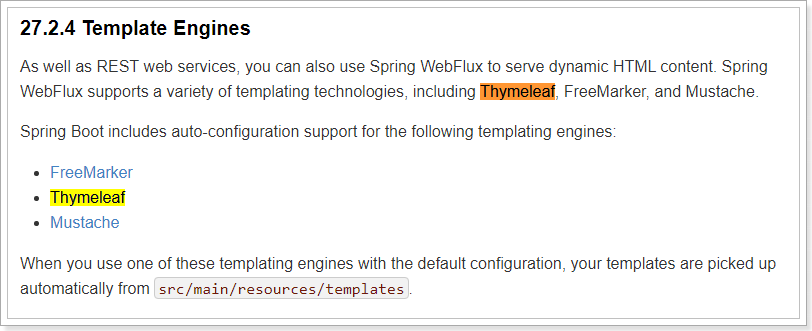 27.2.4 Template Engines
As well as REST web services, you can also use Spring WebFlux to serve dynamic HTML content. Spring
WebFlux supports a variety of templating technologies, including Thymeleaf, FreeMarker, and Mustache.
Spring Boot includes auto-configuration support for the following templating engines:
• FreeMarker
• Thymeleaf
• Mustache
When you use one of these templating engines with the default configuration, your templates are picked up
automatically from src/main/resources/templates.